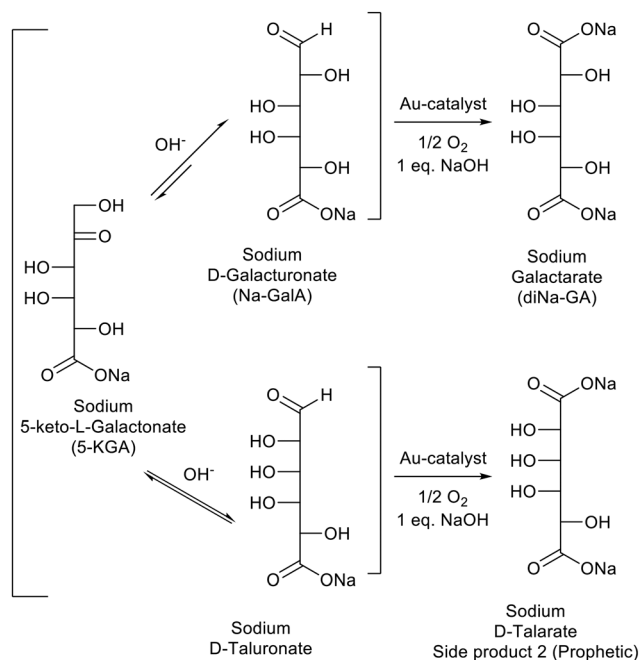 O H
OH
HO
HO
OH
O ONa
Sodium
D-Galacturonate
(Na-GalA)
Au-catalyst
1/2 O2
1 eq. NaOH
O ONa
OH
HO
HO
OH
O ONa
Sodium
Galactarate
(diNa-GA)
OH-
OH
O
HO
HO
OH
O ONa
Sodium
5-keto-L-Galactonate
(5-KGA)
OH-
O H
HO
HO
HO
OH
O ONa
Sodium
D-Taluronate
Au-catalyst
1/2 O2
1 eq. NaOH
O ONa
HO
HO
HO
OH
O ONa
Sodium
D-Talarate
Side product 2 (Prophetic)